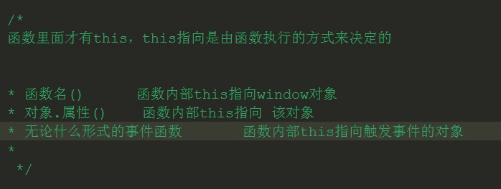 /*
函数里面才有this，this指向是由函数执行的方式来决定的
* 函数名()      函数内部this指向window对象
* 对象.属性()    函数内部this指向 该对象
* 无论什么形式的事件函数       函数内部this指向触发事件的对象
*
*/